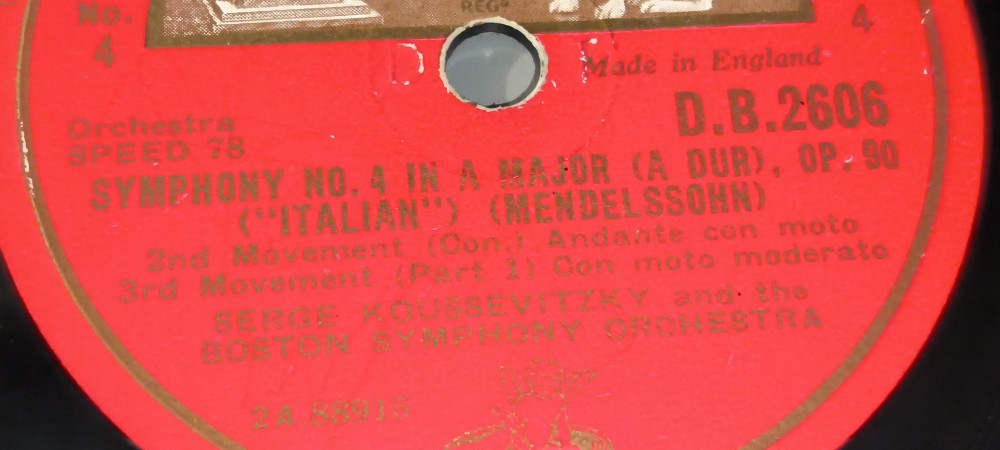 REGᴰ
No.
4
4
Made in England
D.B.2606
Orchestra
SPEED 78
SYMPHONY NO. 4 IN A MAJOR (A DUR), OP. 90
("ITALIAN") (MENDELSSOHN)
2nd Movement (Con.) Andante con moto
3rd Movement (Part 1) Con moto moderato
SERGE KOUSSEVITZKY and the
BOSTON SYMPHONY ORCHESTRA
2A 88915